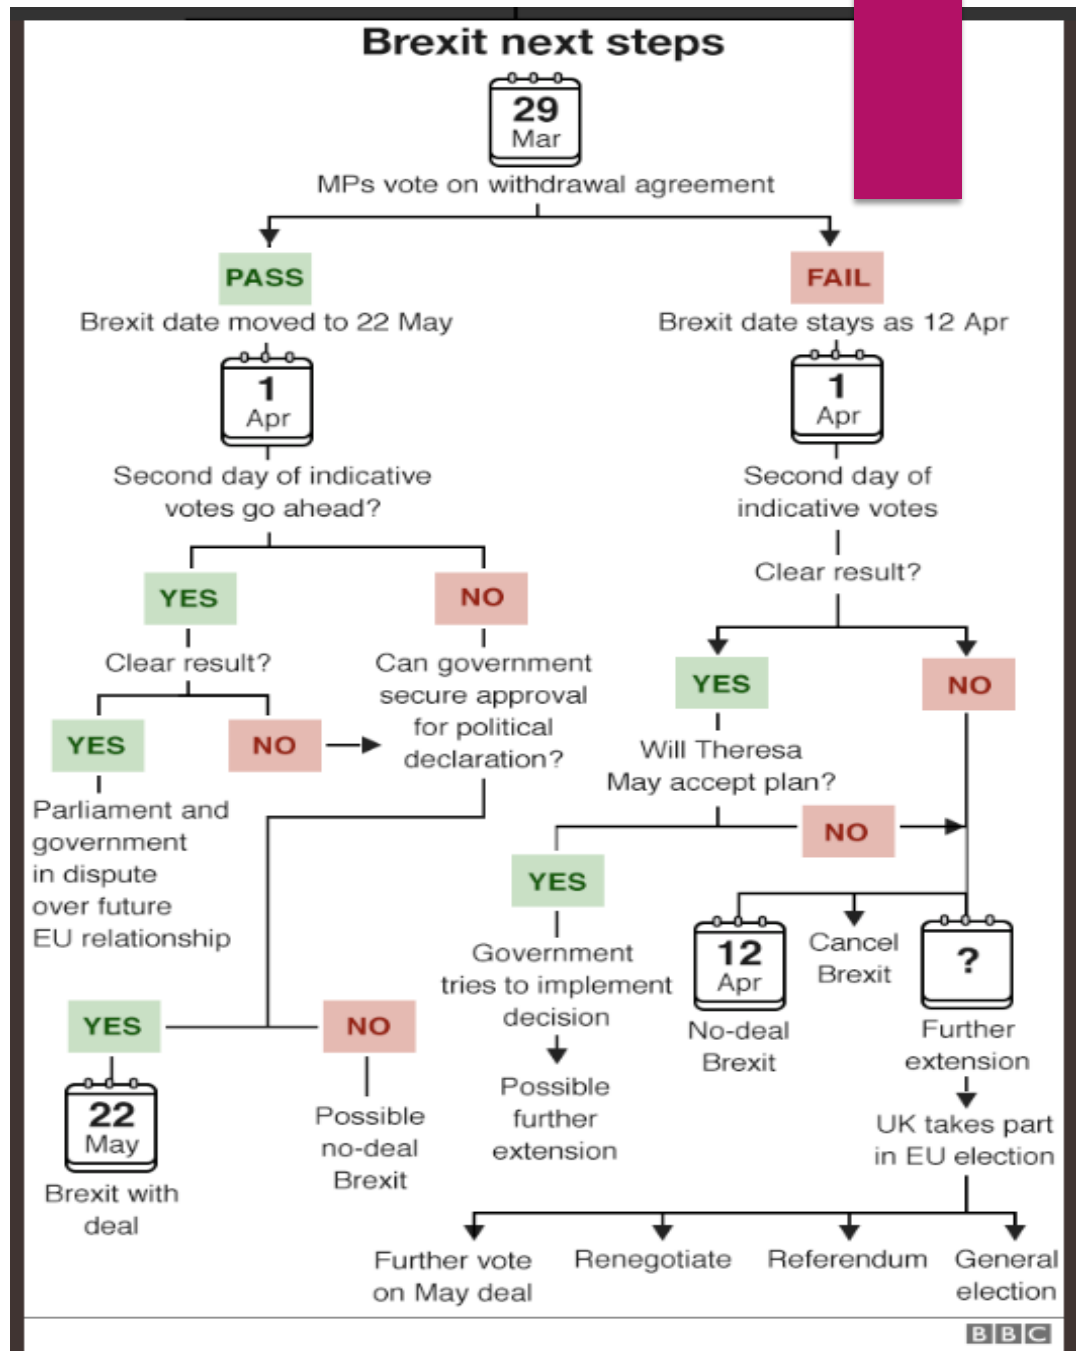 Brexit next steps
29
Mar
MPs vote on withdrawal agreement
PASS
Brexit date moved to 22 May
1
Apr
Second day of indicative
votes go ahead?
YES
Clear result?
YES
Parliament and
government
in dispute
over future
EU relationship
NO
NO
Can government
secure approval
for political
declaration?
YES
22
May
Brexit with
deal
NO
Possible
no-deal
Brexit
FAIL
Brexit date stays as 12 Apr
1
Apr
Second day of
indicative votes
Clear result?
YES
Will Theresa
May accept plan?
YES
Government
tries to implement
decision
Possible
further
extension
NO
NO
12
Apr
No-deal
Brexit
Cancel
Brexit
?
Further
extension
UK takes part
in EU election
Further vote
on May deal
Renegotiate
Referendum
General
election
BBC